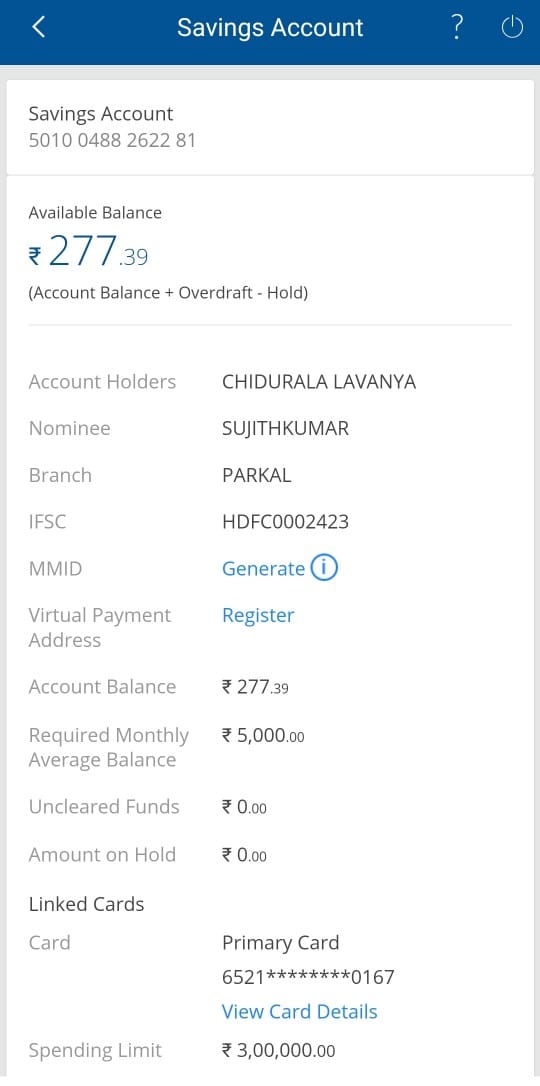 Savings Account
?
Savings Account
5010 0488 2622 81
Available Balance
₹ 277.39
(Account Balance + Overdraft - Hold)
Account Holders CHIDURALA LAVANYA
Nominee SUJITHKUMAR
Branch PARKAL
IFSC HDFC0002423
MMID Generate i
Virtual Payment Register
Address
Account Balance ₹ 277.39
Required Monthly ₹ 5,000.00
Average Balance
Uncleared Funds ₹ 0.00
Amount on Hold ₹ 0.00
Linked Cards
Card Primary Card
6521********0167
View Card Details
Spending Limit ₹ 3,00,000.00